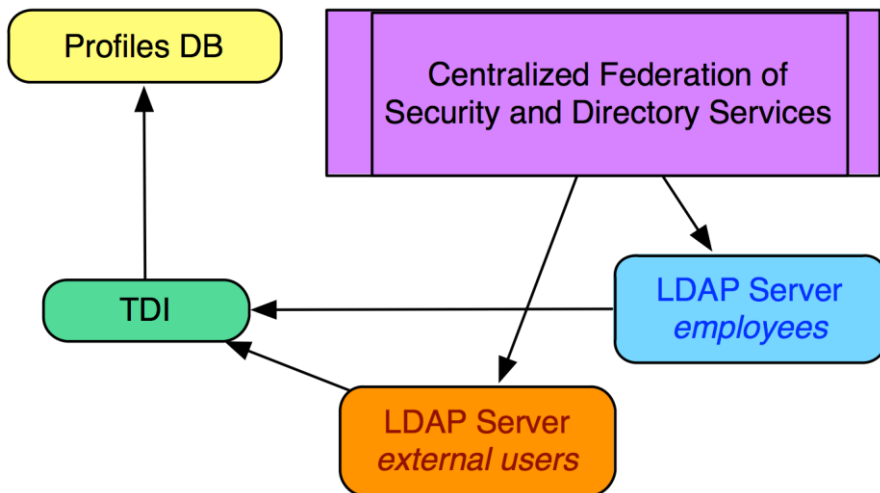 Profiles DB
Centralized Federation of
Security and Directory Services
TDI
LDAP Server
employees
LDAP Server
external users